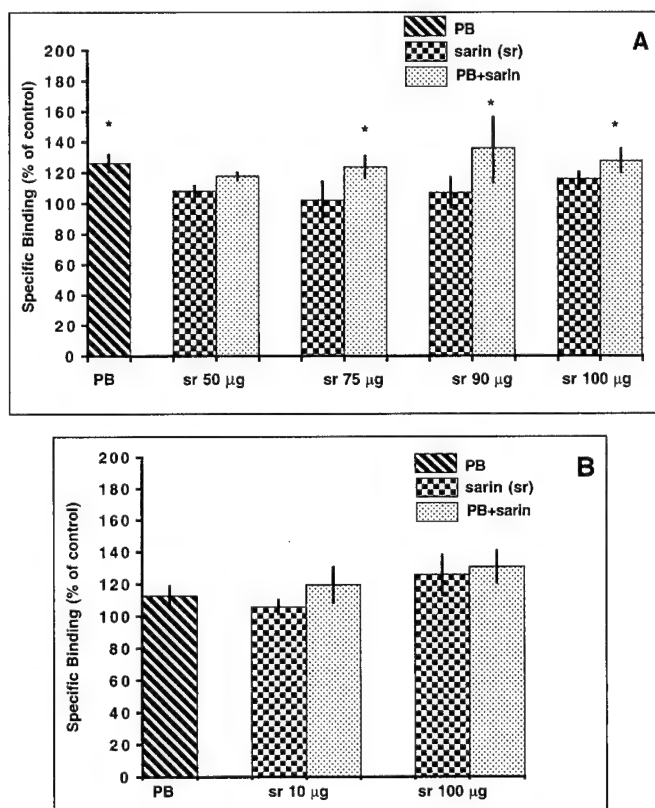 PB
sarin (sr)
PB+sarin
A
200
180
160
140
120
100
80
60
40
20
0
Specific Binding (% of control)
*
*
*
*
PB
sr 50 µg
sr 75 µg
sr 90 µg
sr 100 µg
PB
sarin (sr)
PB+sarin
B
200
180
160
140
120
100
80
60
40
20
0
Specific Binding (% of control)
PB
sr 10 µg
sr 100 µg